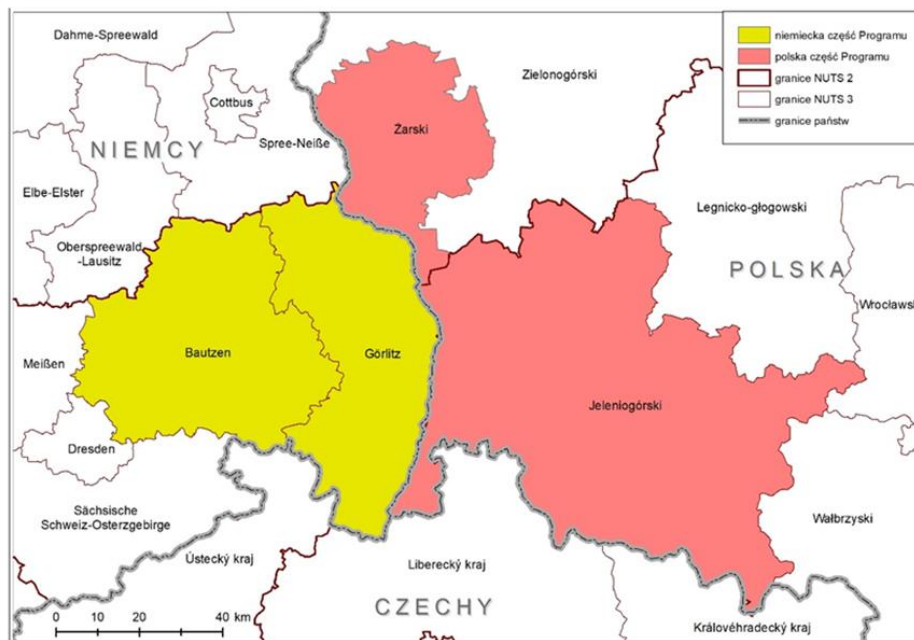 Dahme-Spreewald
Cottbus
NIEMCY
Spree-Neiße
Elbe-Elster
Oberspreewald
-Lausitz
Żarski
Zielonogórski
niemiecka część Programu
polska część Programu
granice NUTS 2
granice NUTS 3
granice państw
Legnicko-głogowski
POLSKA
Wrocławsk
Meißen
Bautzen
Görlitz
Jeleniogórski
Dresden
Sächsische
Schweiz-Osterzgebirge
Ústecký kraj
Liberecký kraj
Wałbrzyski
CZECHY
Královéhradecký kraj
0 10 20 40 km